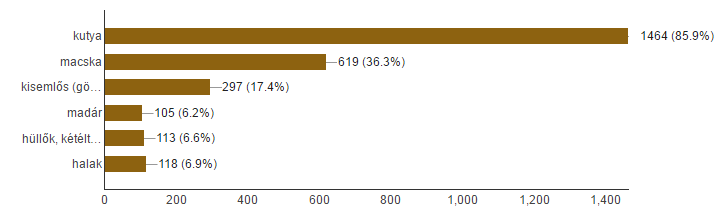 kutya 1464 (85.9%)
macska 619 (36.3%)
kisemlős (gö… 297 (17.4%)
madár 105 (6.2%)
hüllők, kétélt… 113 (6.6%)
halak 118 (6.9%)
0 200 400 600 800 1,000 1,200 1,400